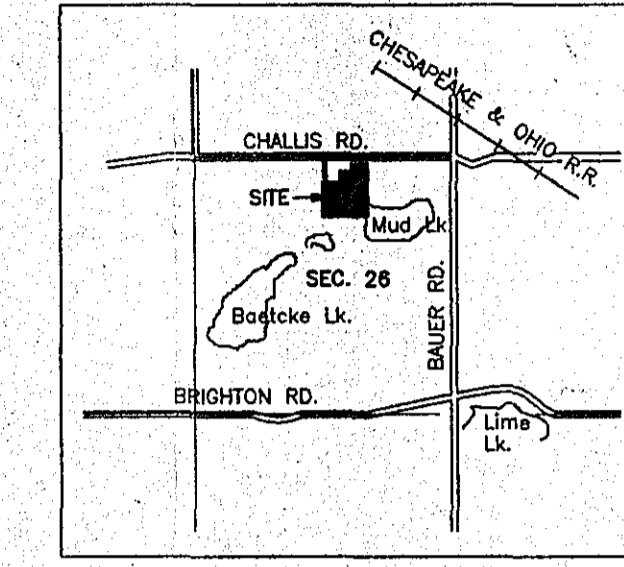 CHESAPEAKE & OHIO R.R.
CHALLIS RD.
SITE
Mud Lk
SEC. 26
Baetcke Lk.
BAUER RD.
BRIGHTON RD.
Lime
Lk.